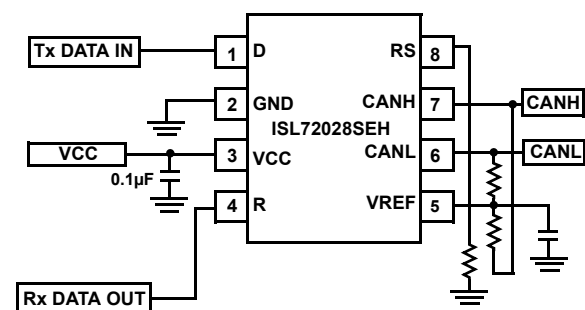 Tx DATA IN
1 D
RS 8
2 GND
CANH 7
CANH
ISL72028SEH
VCC
3 VCC
CANL 6
CANL
0.1µF
4 R
VREF 5
Rx DATA OUT